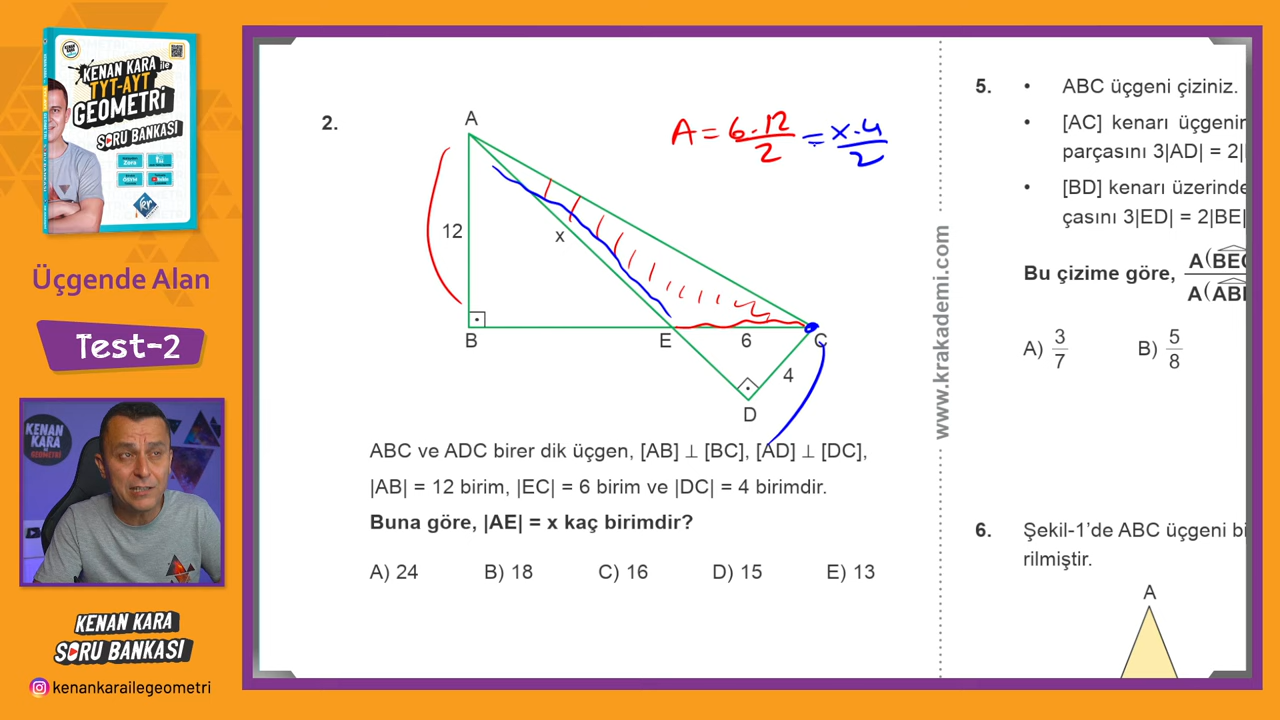 KENAN KARA ile
TYT-AYT
GEOMETRİ
SORU BANKASI
Üçgende Alan
Test-2
KENAN
KARA
KENAN KARA
SORU BANKASI
kenankarailegeometri
2.
A
A = 6·12/2 = x·4/2
12
x
B
E
6
C
4
D
ABC ve ADC birer dik üçgen, [AB] ⊥ [BC], [AD] ⊥ [DC],
|AB| = 12 birim, |EC| = 6 birim ve |DC| = 4 birimdir.
Buna göre, |AE| = x kaç birimdir?
A) 24 B) 18 C) 16 D) 15 E) 13
www.krakademi.com
5.
• ABC üçgeni çiziniz.
• [AC] kenarı üçgenin
parçasını 3|AD| = 2|
• [BD] kenarı üzerinde
çasını 3|ED| = 2|BE|
Bu çizime göre, A(BEC / A(ABI
A) 3/7 B) 5/8
6. Şekil-1’de ABC üçgeni bi
rilmiştir.
A